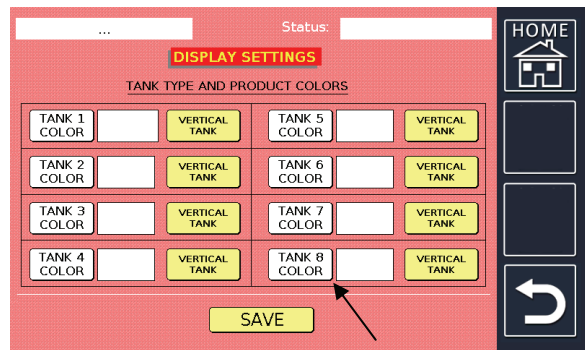 ...
Status:
HOME
DISPLAY SETTINGS
TANK TYPE AND PRODUCT COLORS
TANK 1
COLOR
VERTICAL
TANK
TANK 5
COLOR
VERTICAL
TANK
TANK 2
COLOR
VERTICAL
TANK
TANK 6
COLOR
VERTICAL
TANK
TANK 3
COLOR
VERTICAL
TANK
TANK 7
COLOR
VERTICAL
TANK
TANK 4
COLOR
VERTICAL
TANK
TANK 8
COLOR
VERTICAL
TANK
SAVE